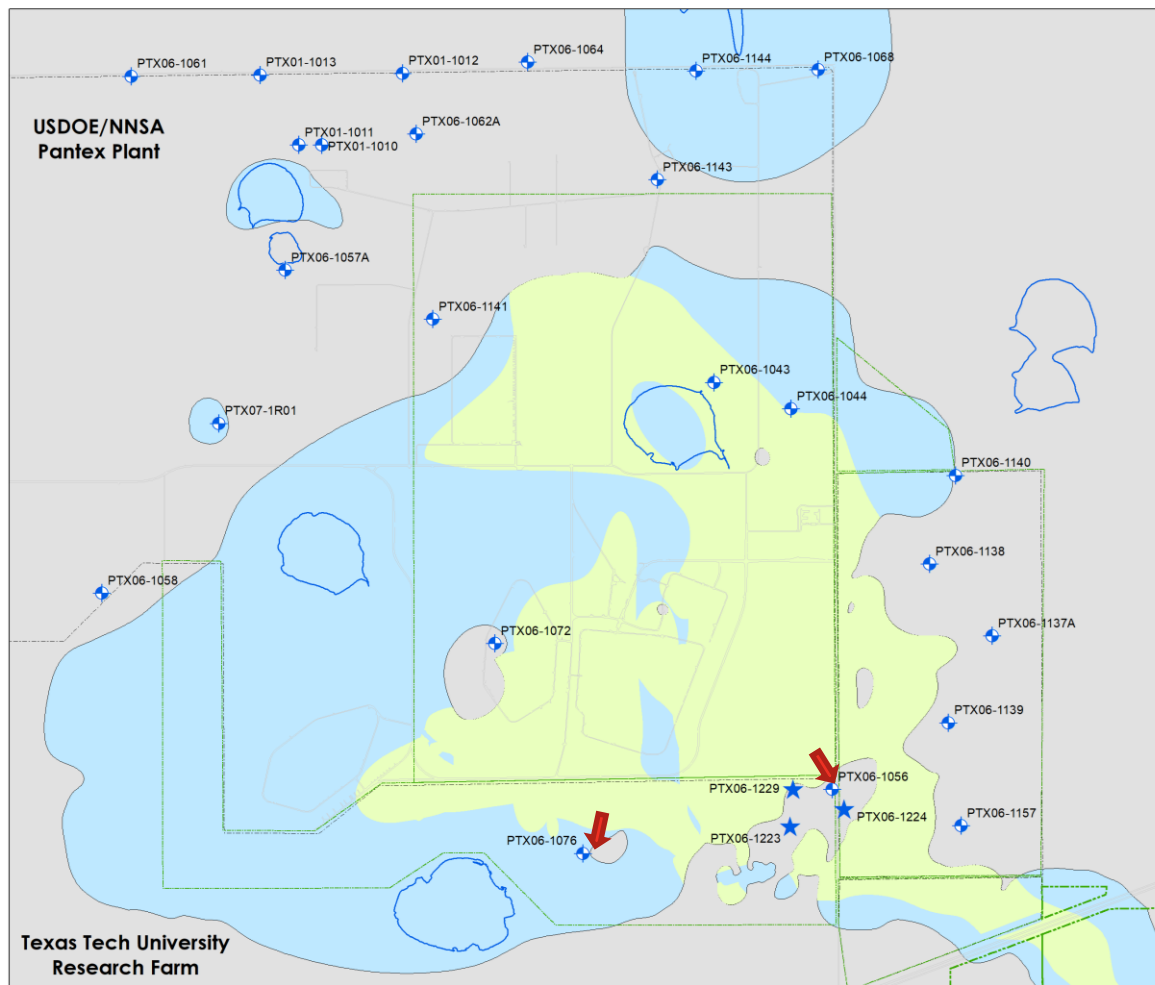 PTX06-1064
PTX06-1061
PTX01-1013
PTX01-1012
PTX06-1144
PTX06-1068
USDOE/NNSA
Pantex Plant
PTX06-1062A
PTX01-1011
PTX01-1010
PTX06-1143
PTX06-1057A
PTX06-1141
PTX06-1043
PTX06-1044
PTX07-1R01
PTX06-1140
PTX06-1138
PTX06-1058
PTX06-1137A
PTX06-1072
PTX06-1139
PTX06-1056
PTX06-1229
PTX06-1224
PTX06-1157
PTX06-1223
PTX06-1076
Texas Tech University
Research Farm